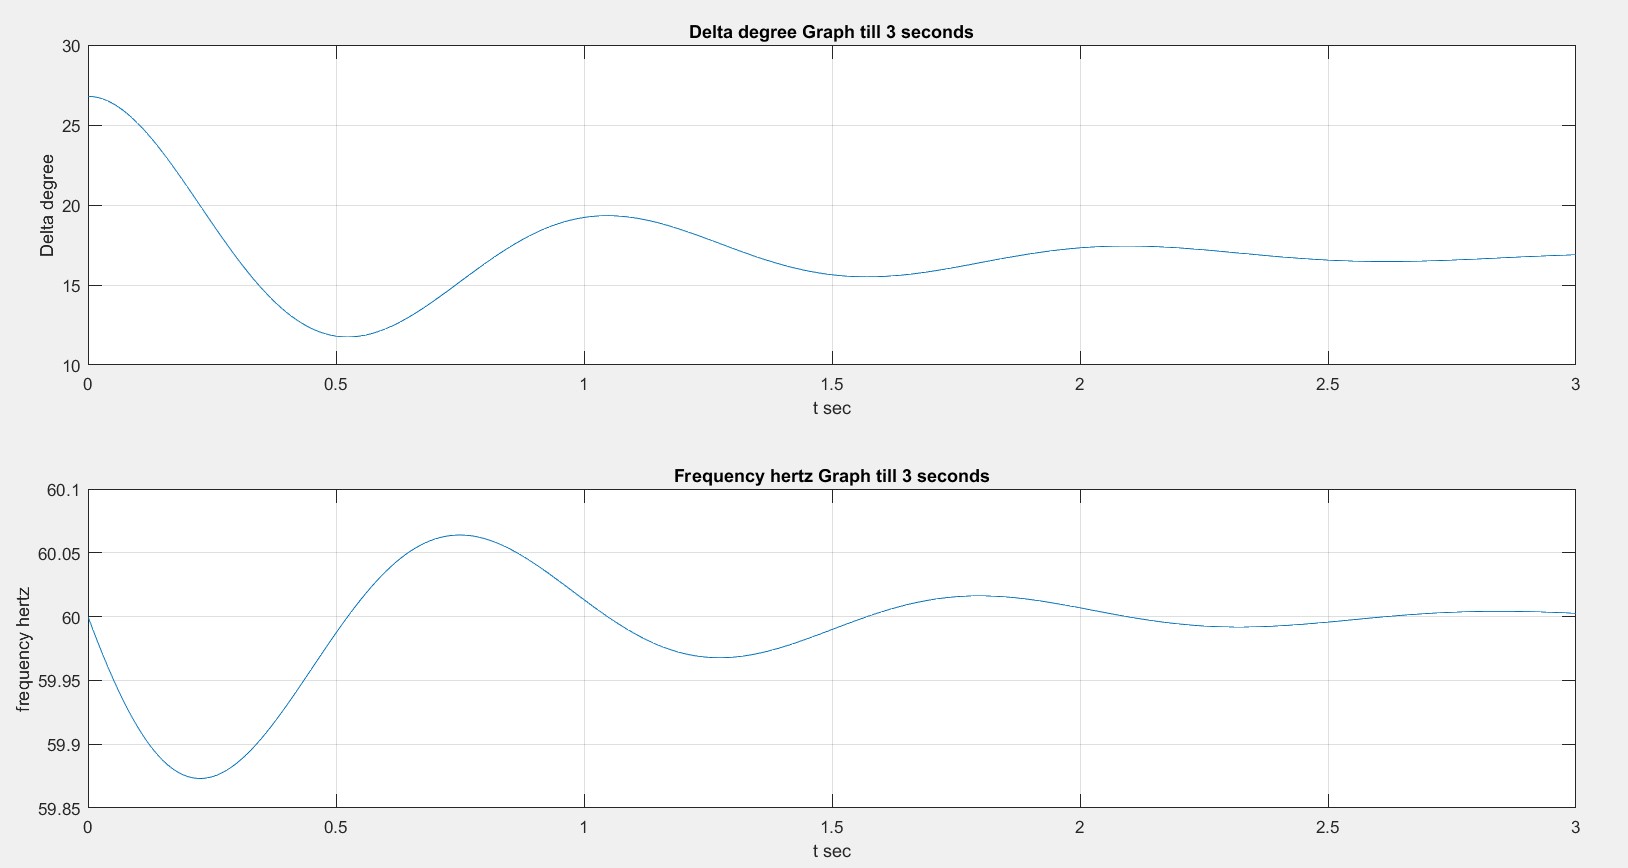 Delta degree Graph till 3 seconds
30
25
20
15
10
Delta degree
0 0.5 1 1.5 2 2.5 3
t sec
Frequency hertz Graph till 3 seconds
60.1
60.05
60
59.95
59.9
59.85
frequency hertz
0 0.5 1 1.5 2 2.5 3
t sec